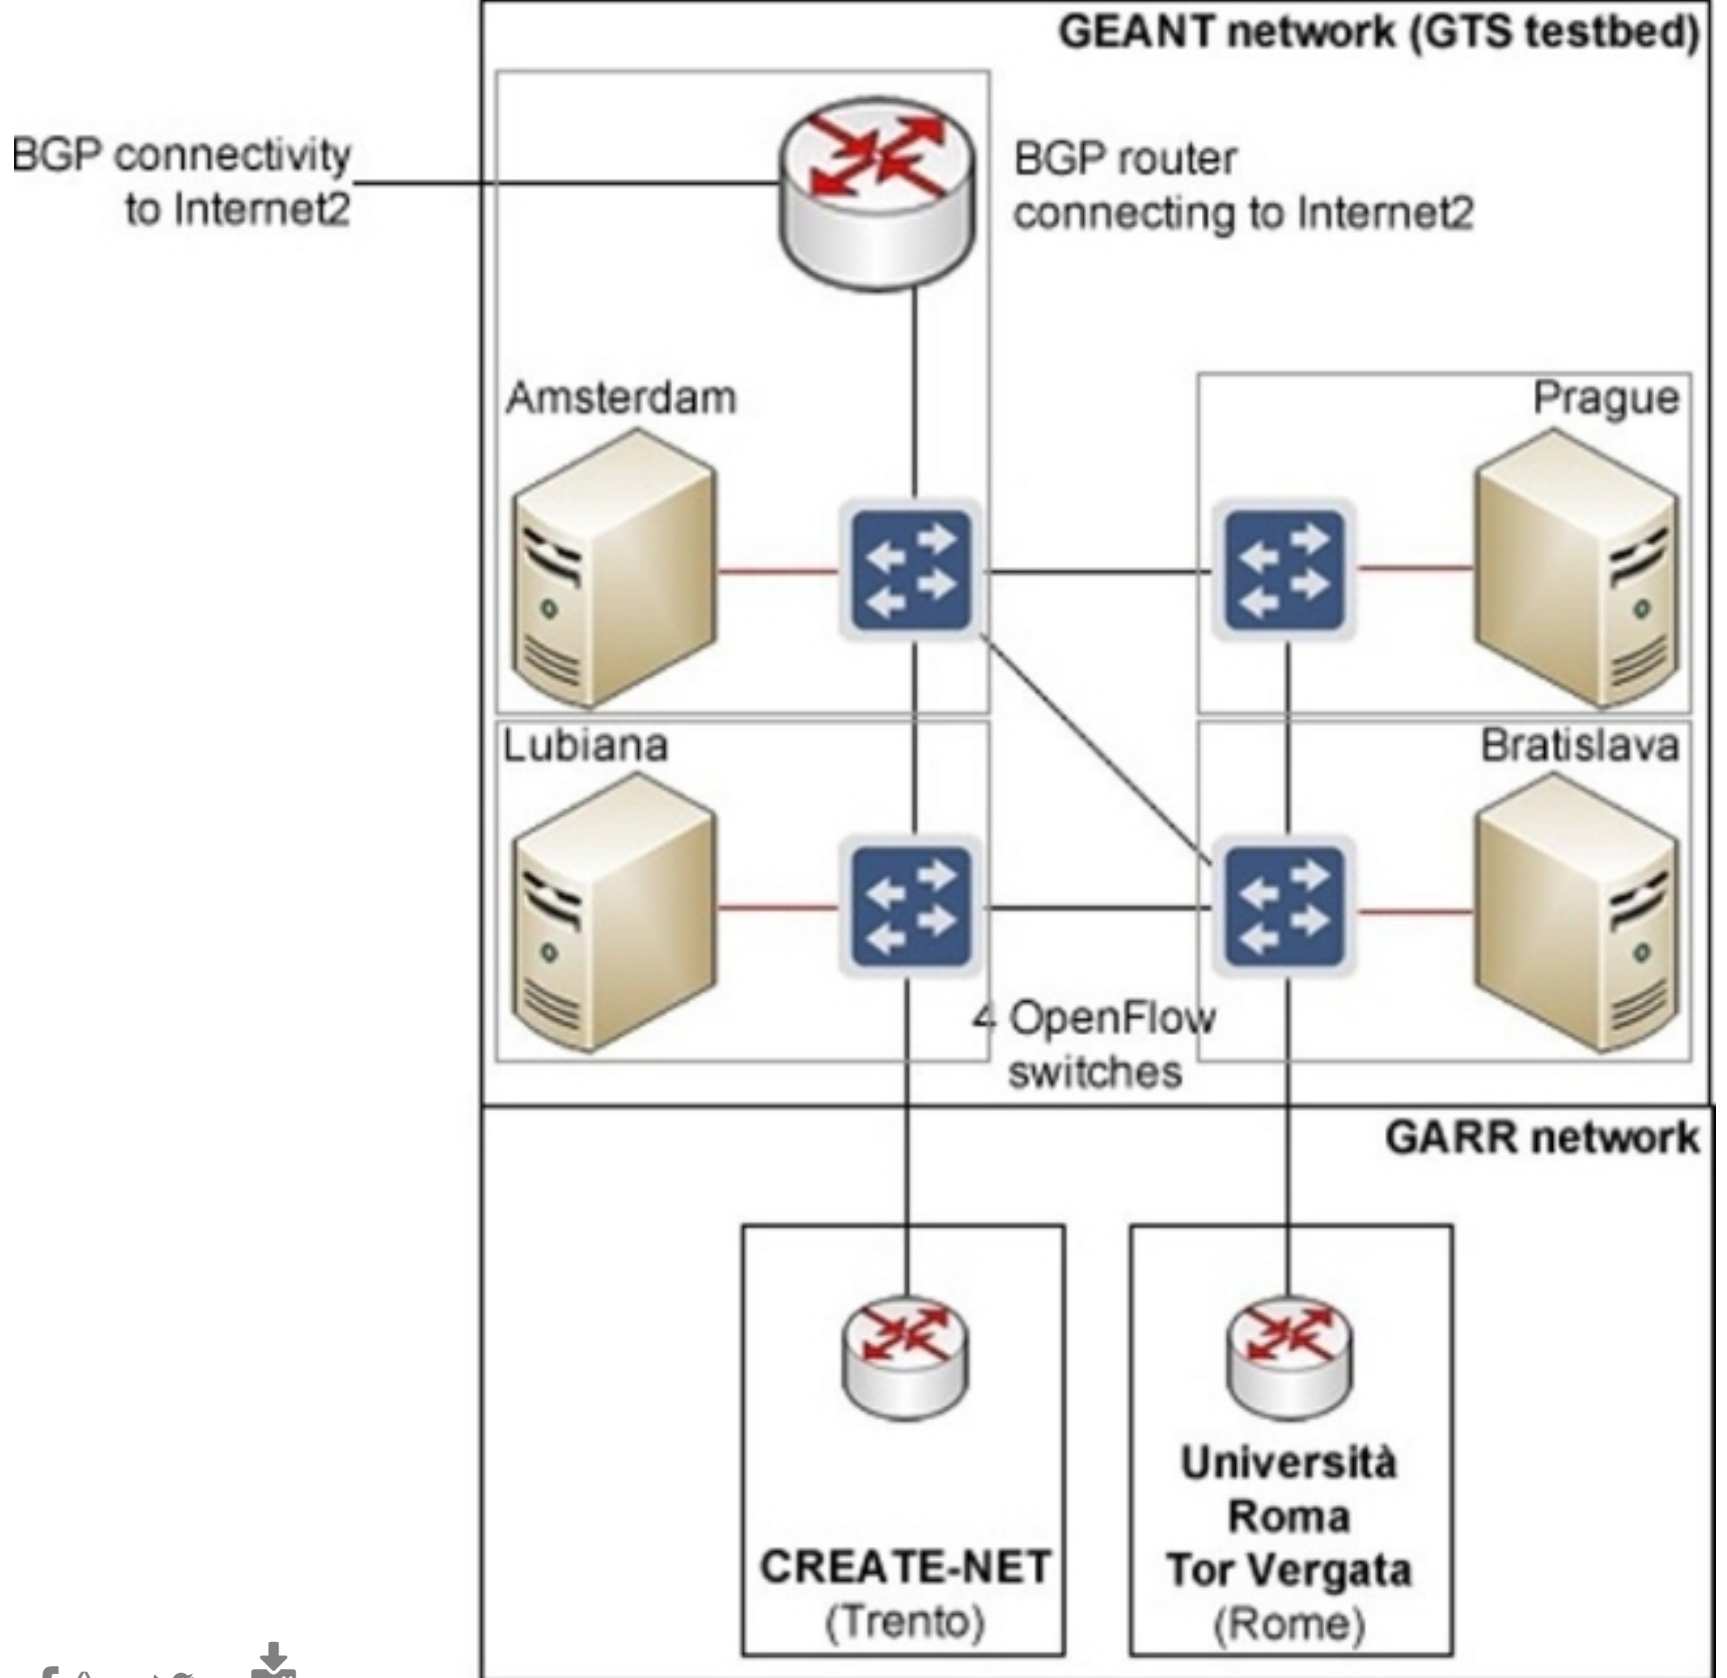 GEANT network (GTS testbed)
BGP connectivity
to Internet2
BGP router
connecting to Internet2
Amsterdam
Prague
Lubiana
Bratislava
4 OpenFlow
switches
GARR network
CREATE-NET
(Trento)
Università
Roma
Tor Vergata
(Rome)